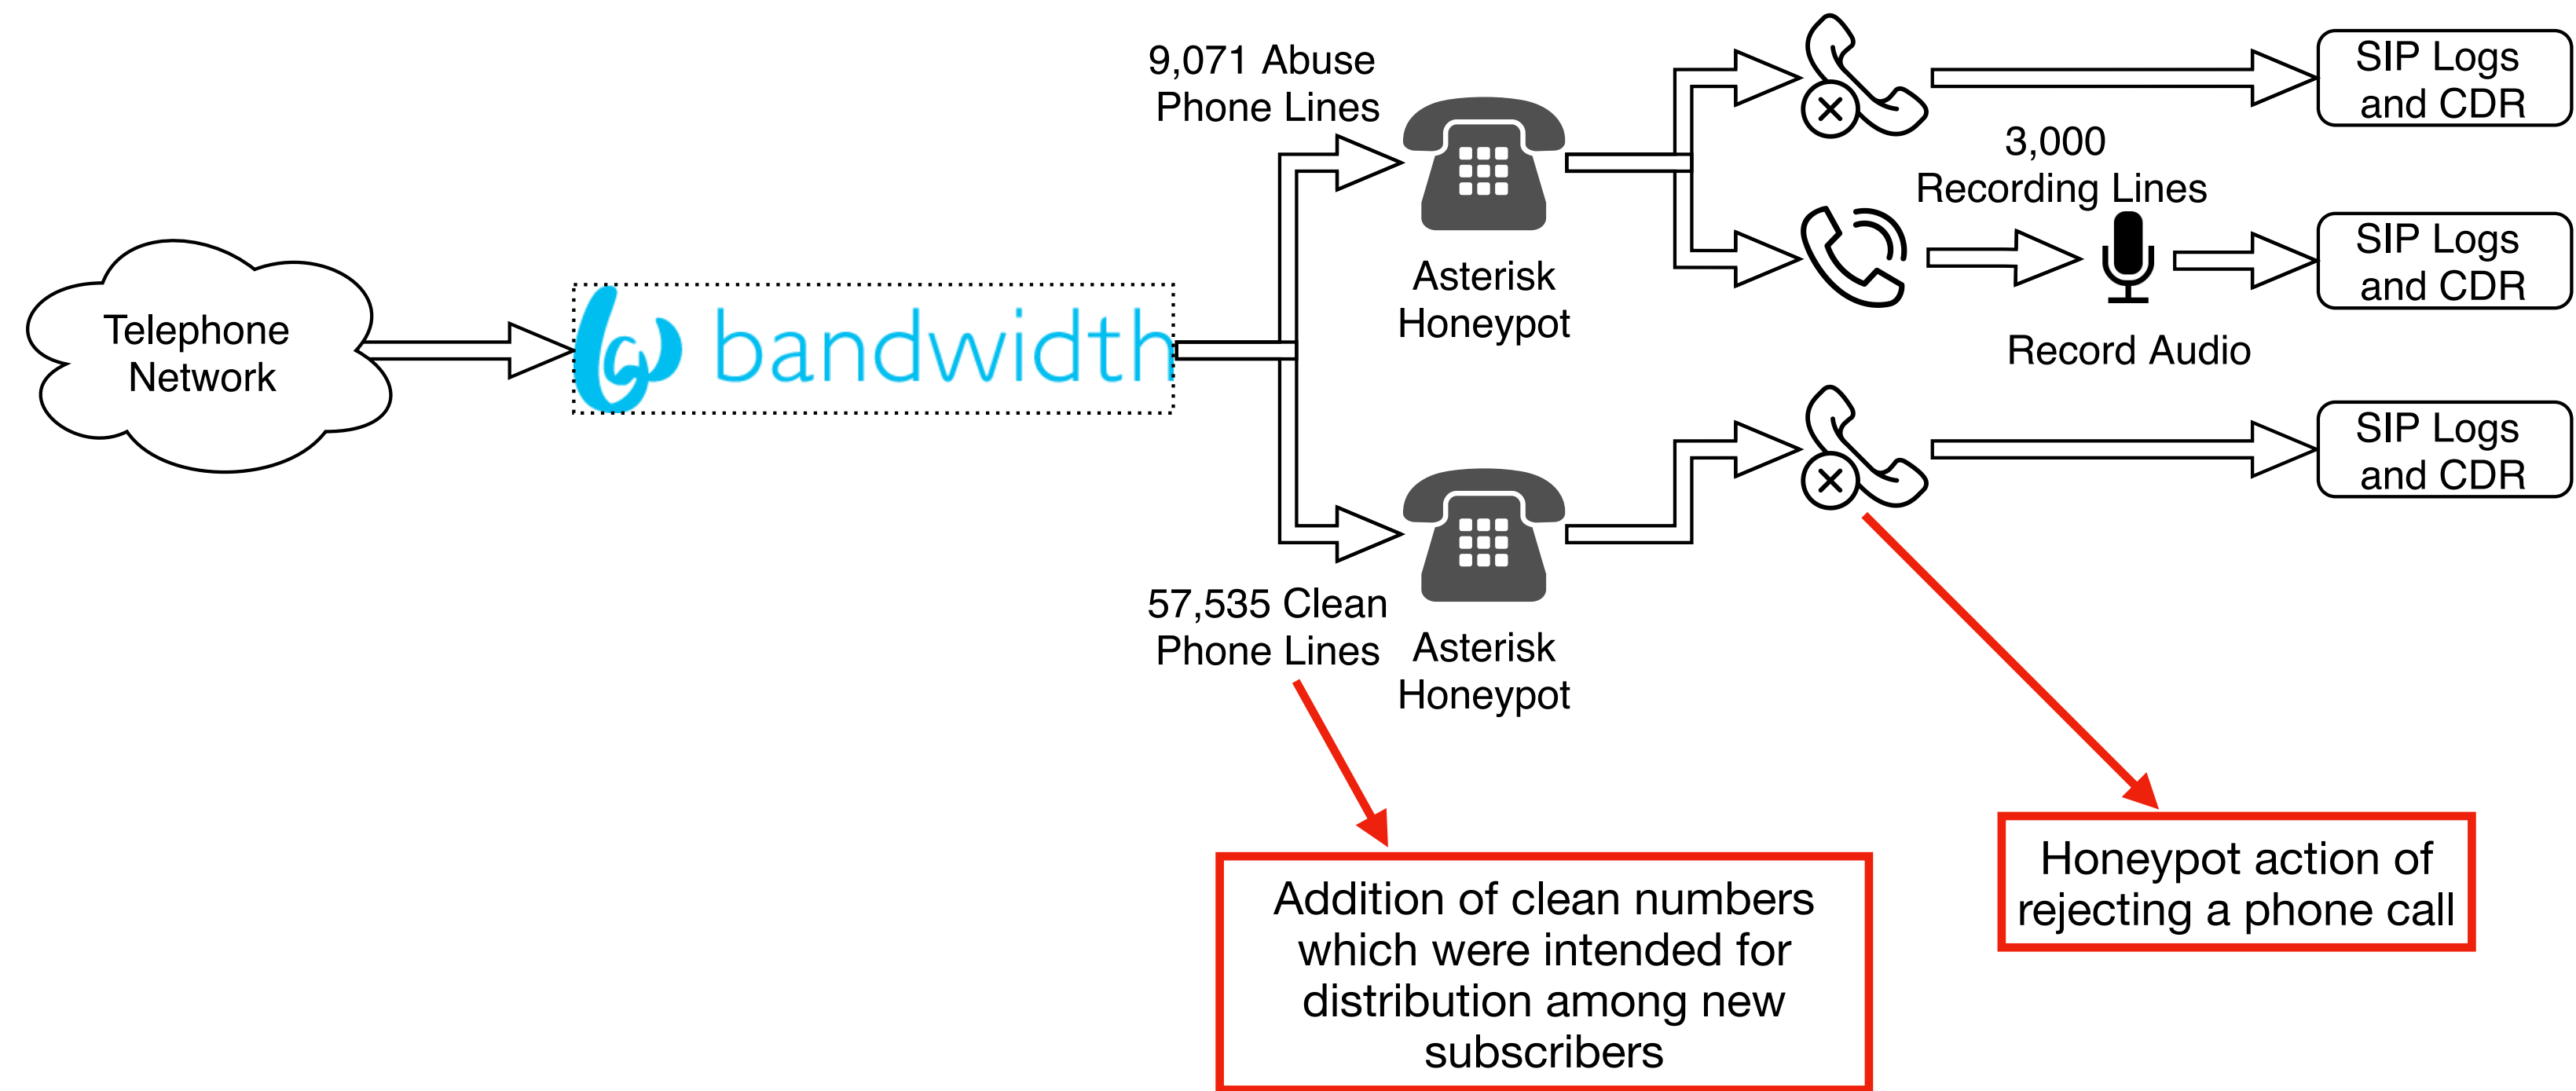 Telephone
Network
bandwidth
9,071 Abuse
Phone Lines
Asterisk
Honeypot
57,535 Clean
Phone Lines
Asterisk
Honeypot
SIP Logs
and CDR
3,000
Recording Lines
Record Audio
SIP Logs
and CDR
SIP Logs
and CDR
Addition of clean numbers
which were intended for
distribution among new
subscribers
Honeypot action of
rejecting a phone call